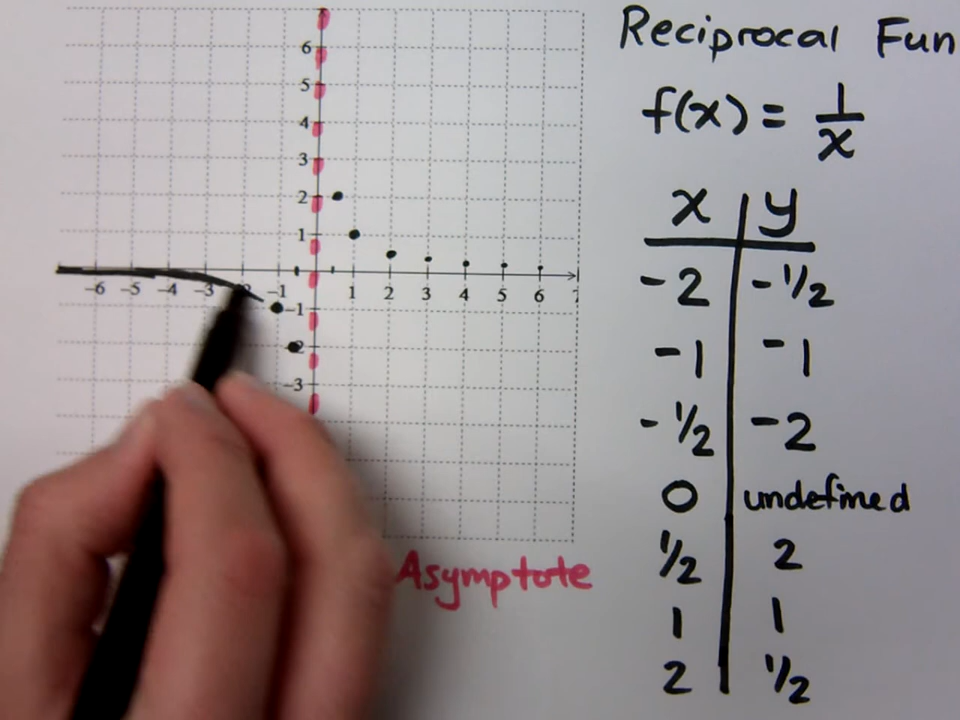 Reciprocal Fun
f(x) = 1/x
x y
-2 -1/2
-1 -1
-1/2 -2
0 undefined
1/2 2
1 1
2 1/2
6
5
4
3
2
1
-6 -5 -4 -3 -1 1 2 3 4 5 6
-1
-2
-3
Asymptote